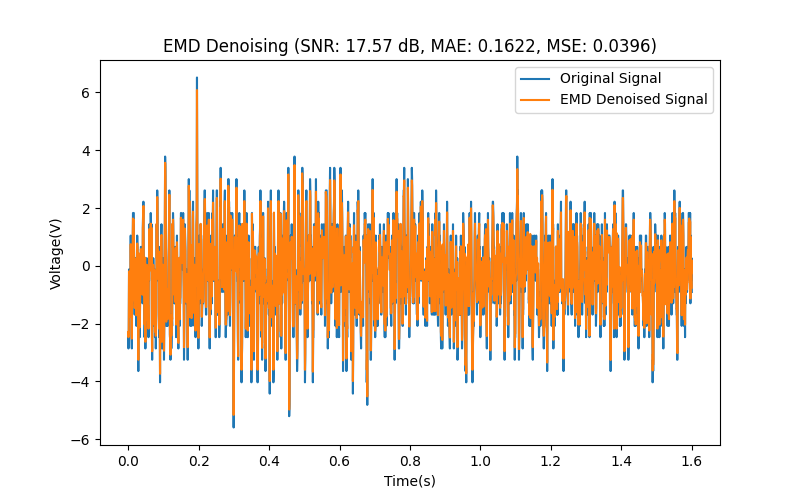 EMD Denoising (SNR: 17.57 dB, MAE: 0.1622, MSE: 0.0396)
Original Signal
EMD Denoised Signal
Voltage(V)
6
4
2
0
−2
−4
−6
0.0 0.2 0.4 0.6 0.8 1.0 1.2 1.4 1.6
Time(s)